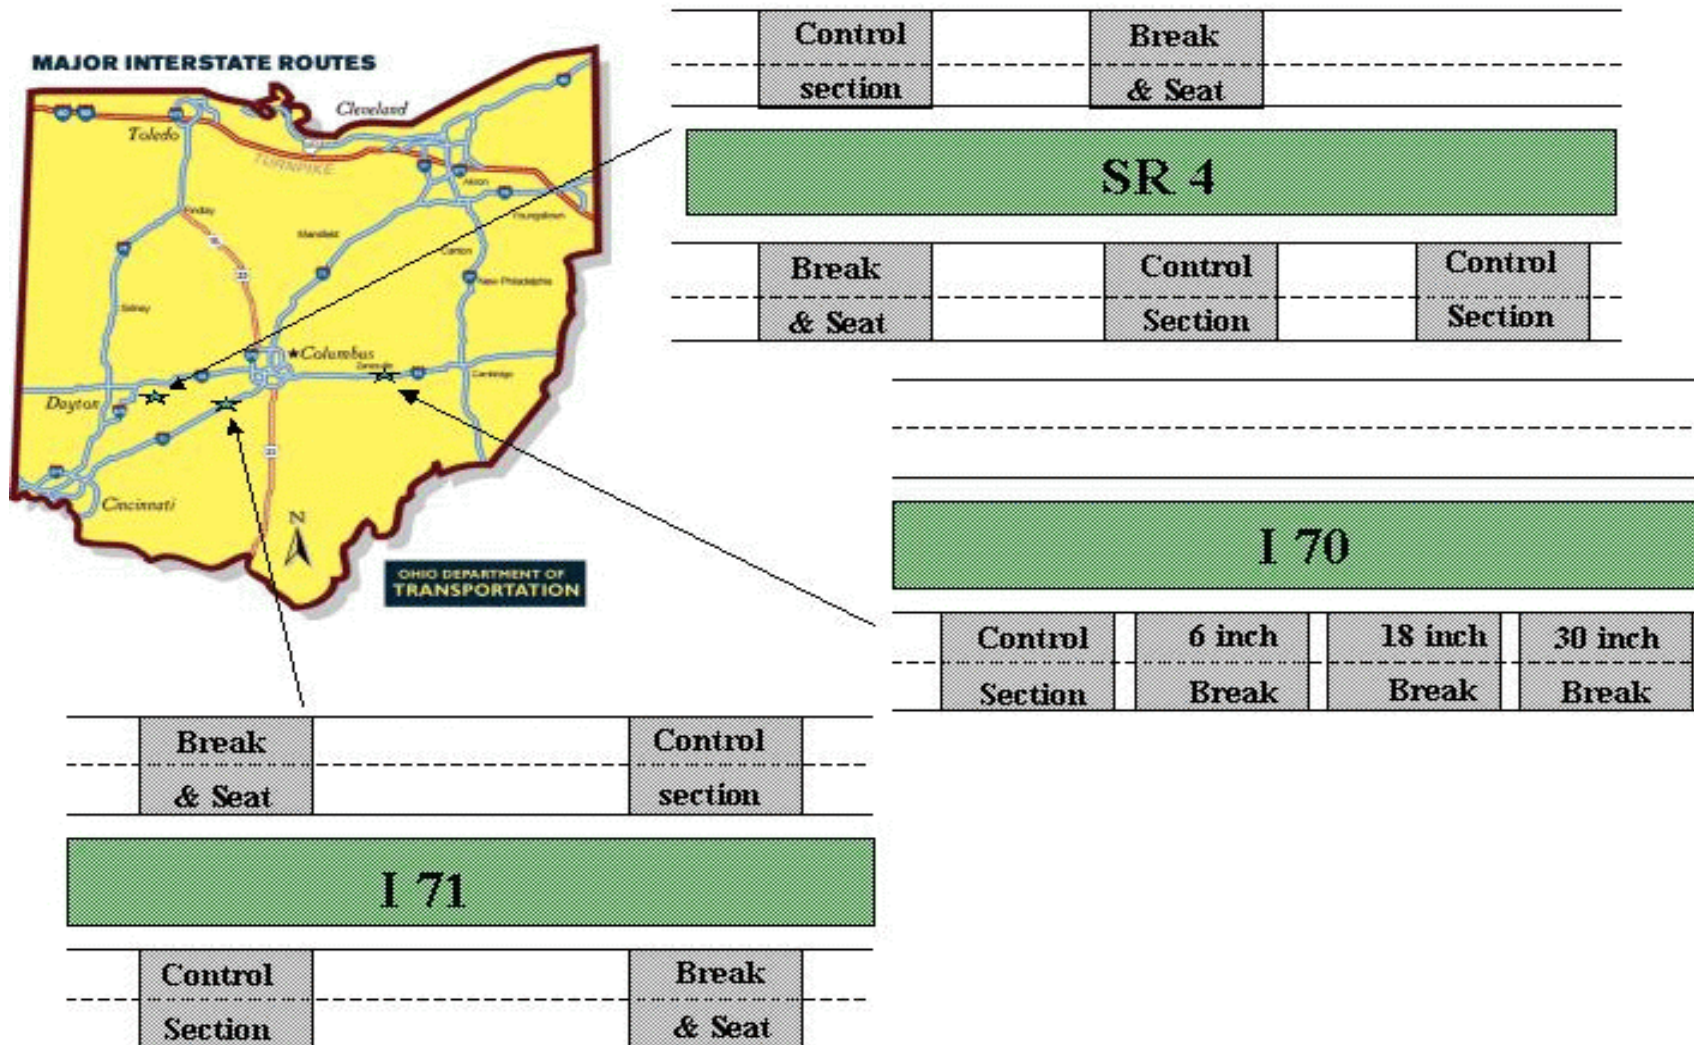 MAJOR INTERSTATE ROUTES
Cleveland
Toledo
TURNPIKE
Akron
Youngstown
Findlay
Mansfield
Canton
New Philadelphia
Sidney
Columbus
Zanesville
Cambridge
Dayton
Cincinnati
N
OHIO DEPARTMENT OF
TRANSPORTATION
Control
section
Break
& Seat
SR 4
Break
& Seat
Control
Section
Control
Section
I 70
Control
Section
6 inch
Break
18 inch
Break
30 inch
Break
Break
& Seat
Control
section
I 71
Control
Section
Break
& Seat